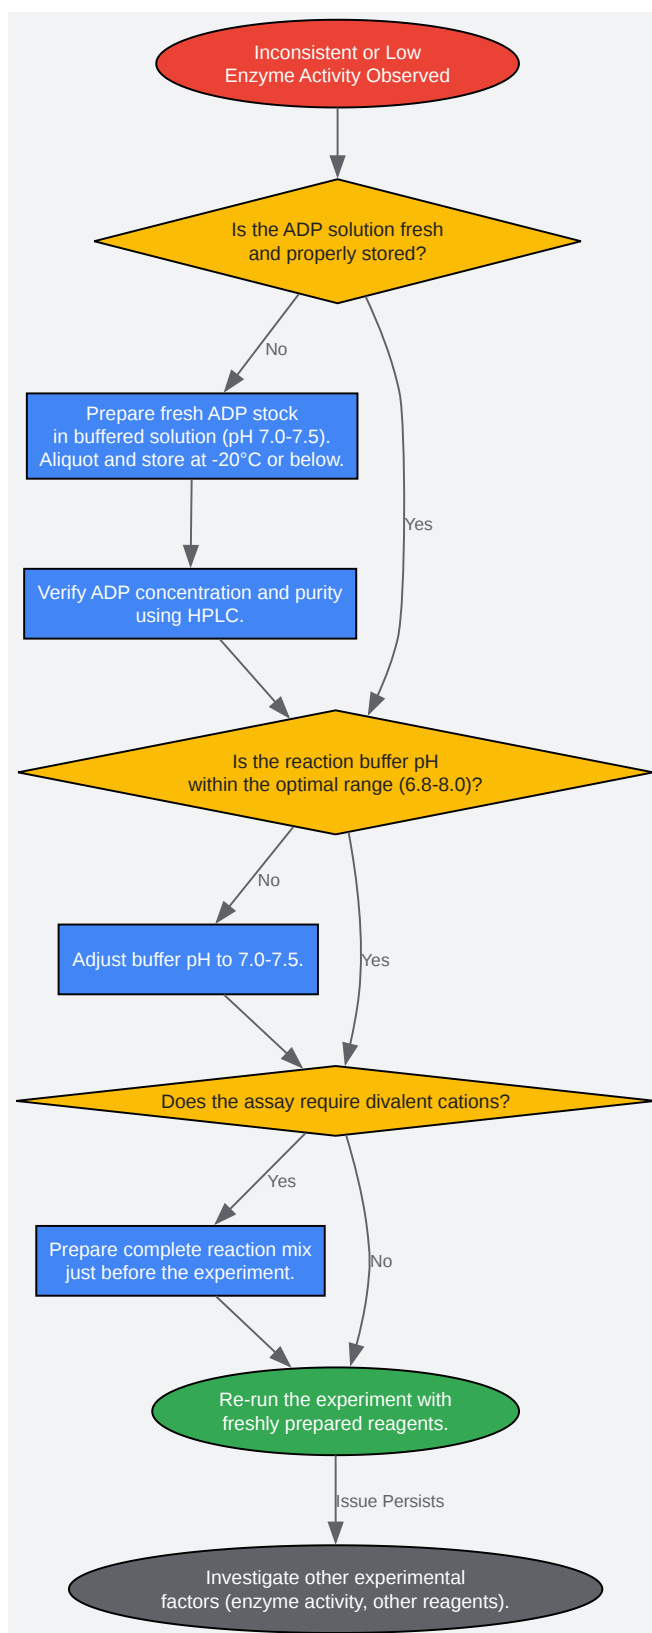 Inconsistent or Low
Enzyme Activity Observed
Is the ADP solution fresh
and properly stored?
No
Prepare fresh ADP stock
in buffered solution (pH 7.0-7.5).
Aliquot and store at -20°C or below.
Yes
Verify ADP concentration and purity
using HPLC.
Is the reaction buffer pH
within the optimal range (6.8-8.0)?
No
Adjust buffer pH to 7.0-7.5.
Yes
Does the assay require divalent cations?
Yes
Prepare complete reaction mix
just before the experiment.
No
Re-run the experiment with
freshly prepared reagents.
Issue Persists
Investigate other experimental
factors (enzyme activity, other reagents).